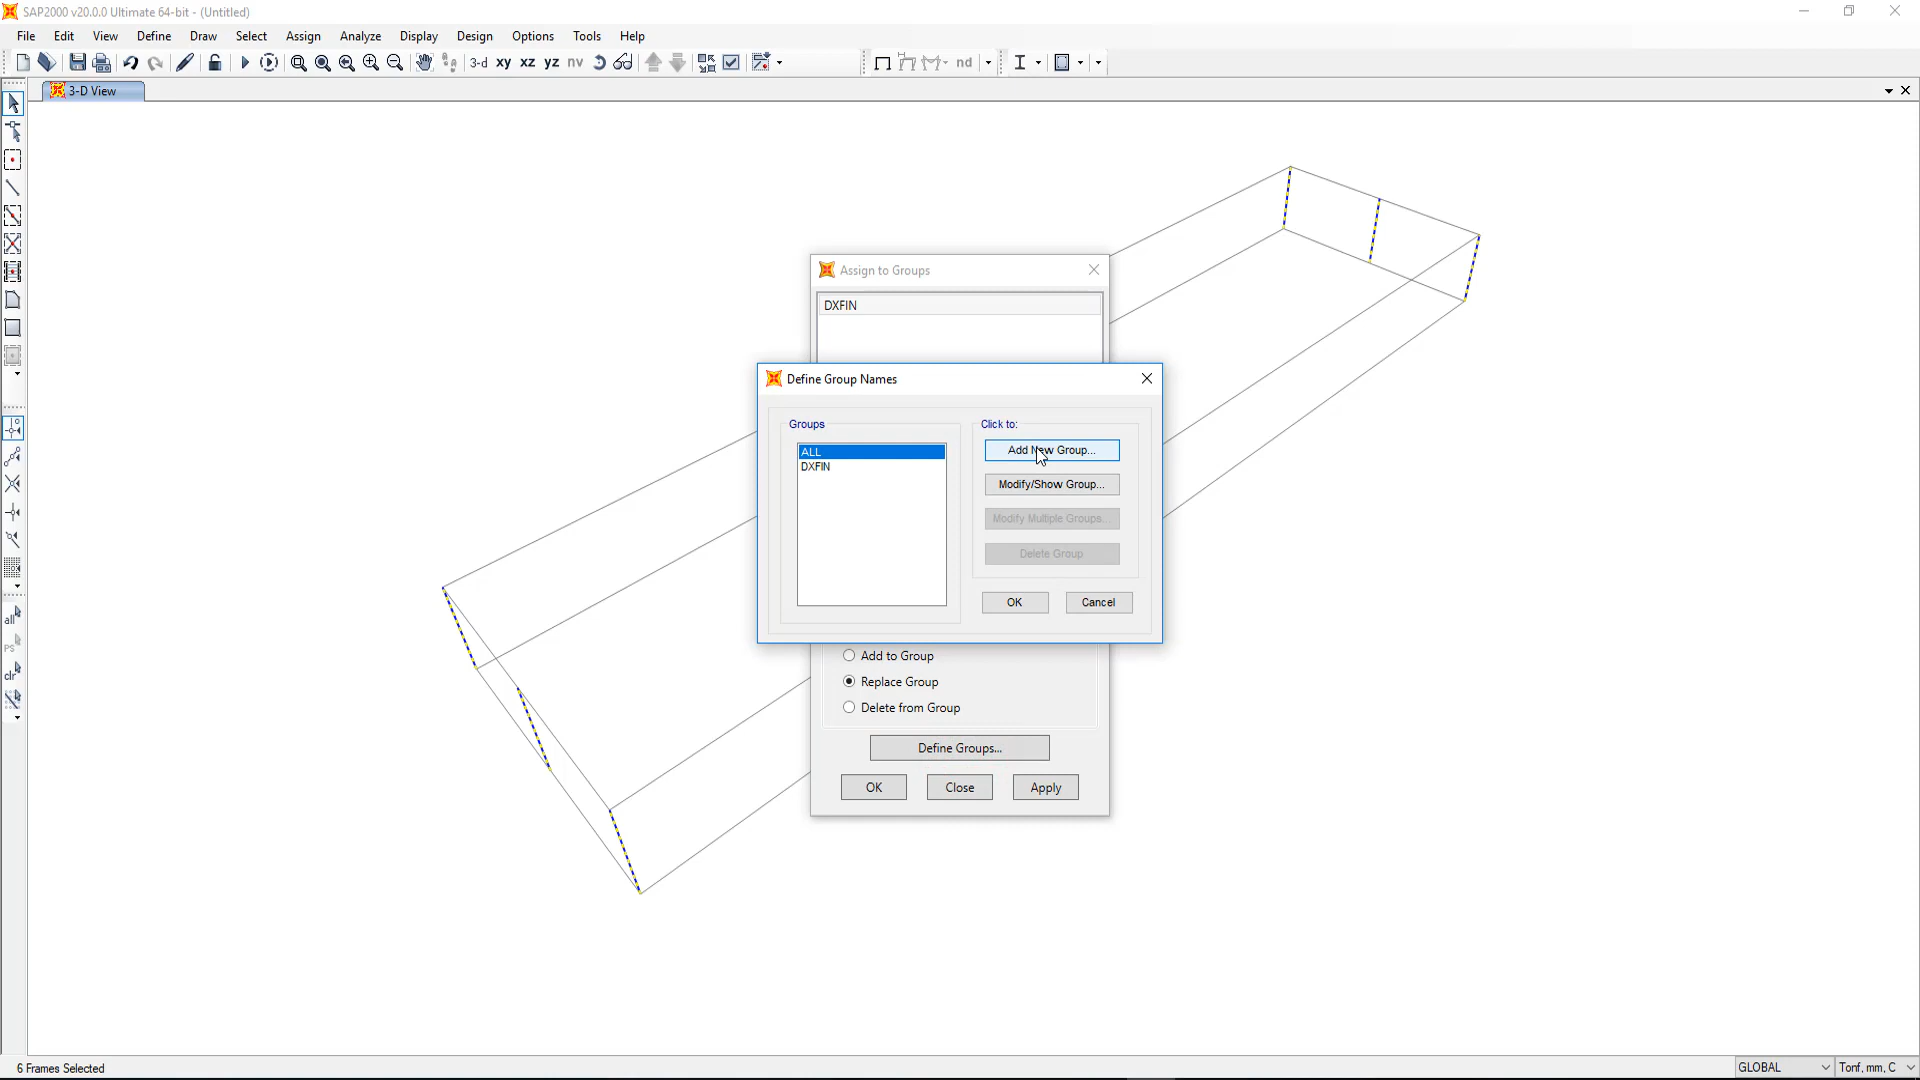 SAP2000 v20.0.0 Ultimate 64-bit - (Untitled)
File Edit View Define Draw Select Assign Analyze Display Design Options Tools Help
3-d xy xz yz nv nd
3-D View
Assign to Groups
DXFIN
Define Group Names
Groups
ALL
DXFIN
Click to:
Add New Group...
Modify/Show Group...
Modify Multiple Groups...
Delete Group
OK Cancel
Add to Group
Replace Group
Delete from Group
Define Groups...
OK Close Apply
all
ps
clr
6 Frames Selected
GLOBAL
Tonf, mm, C